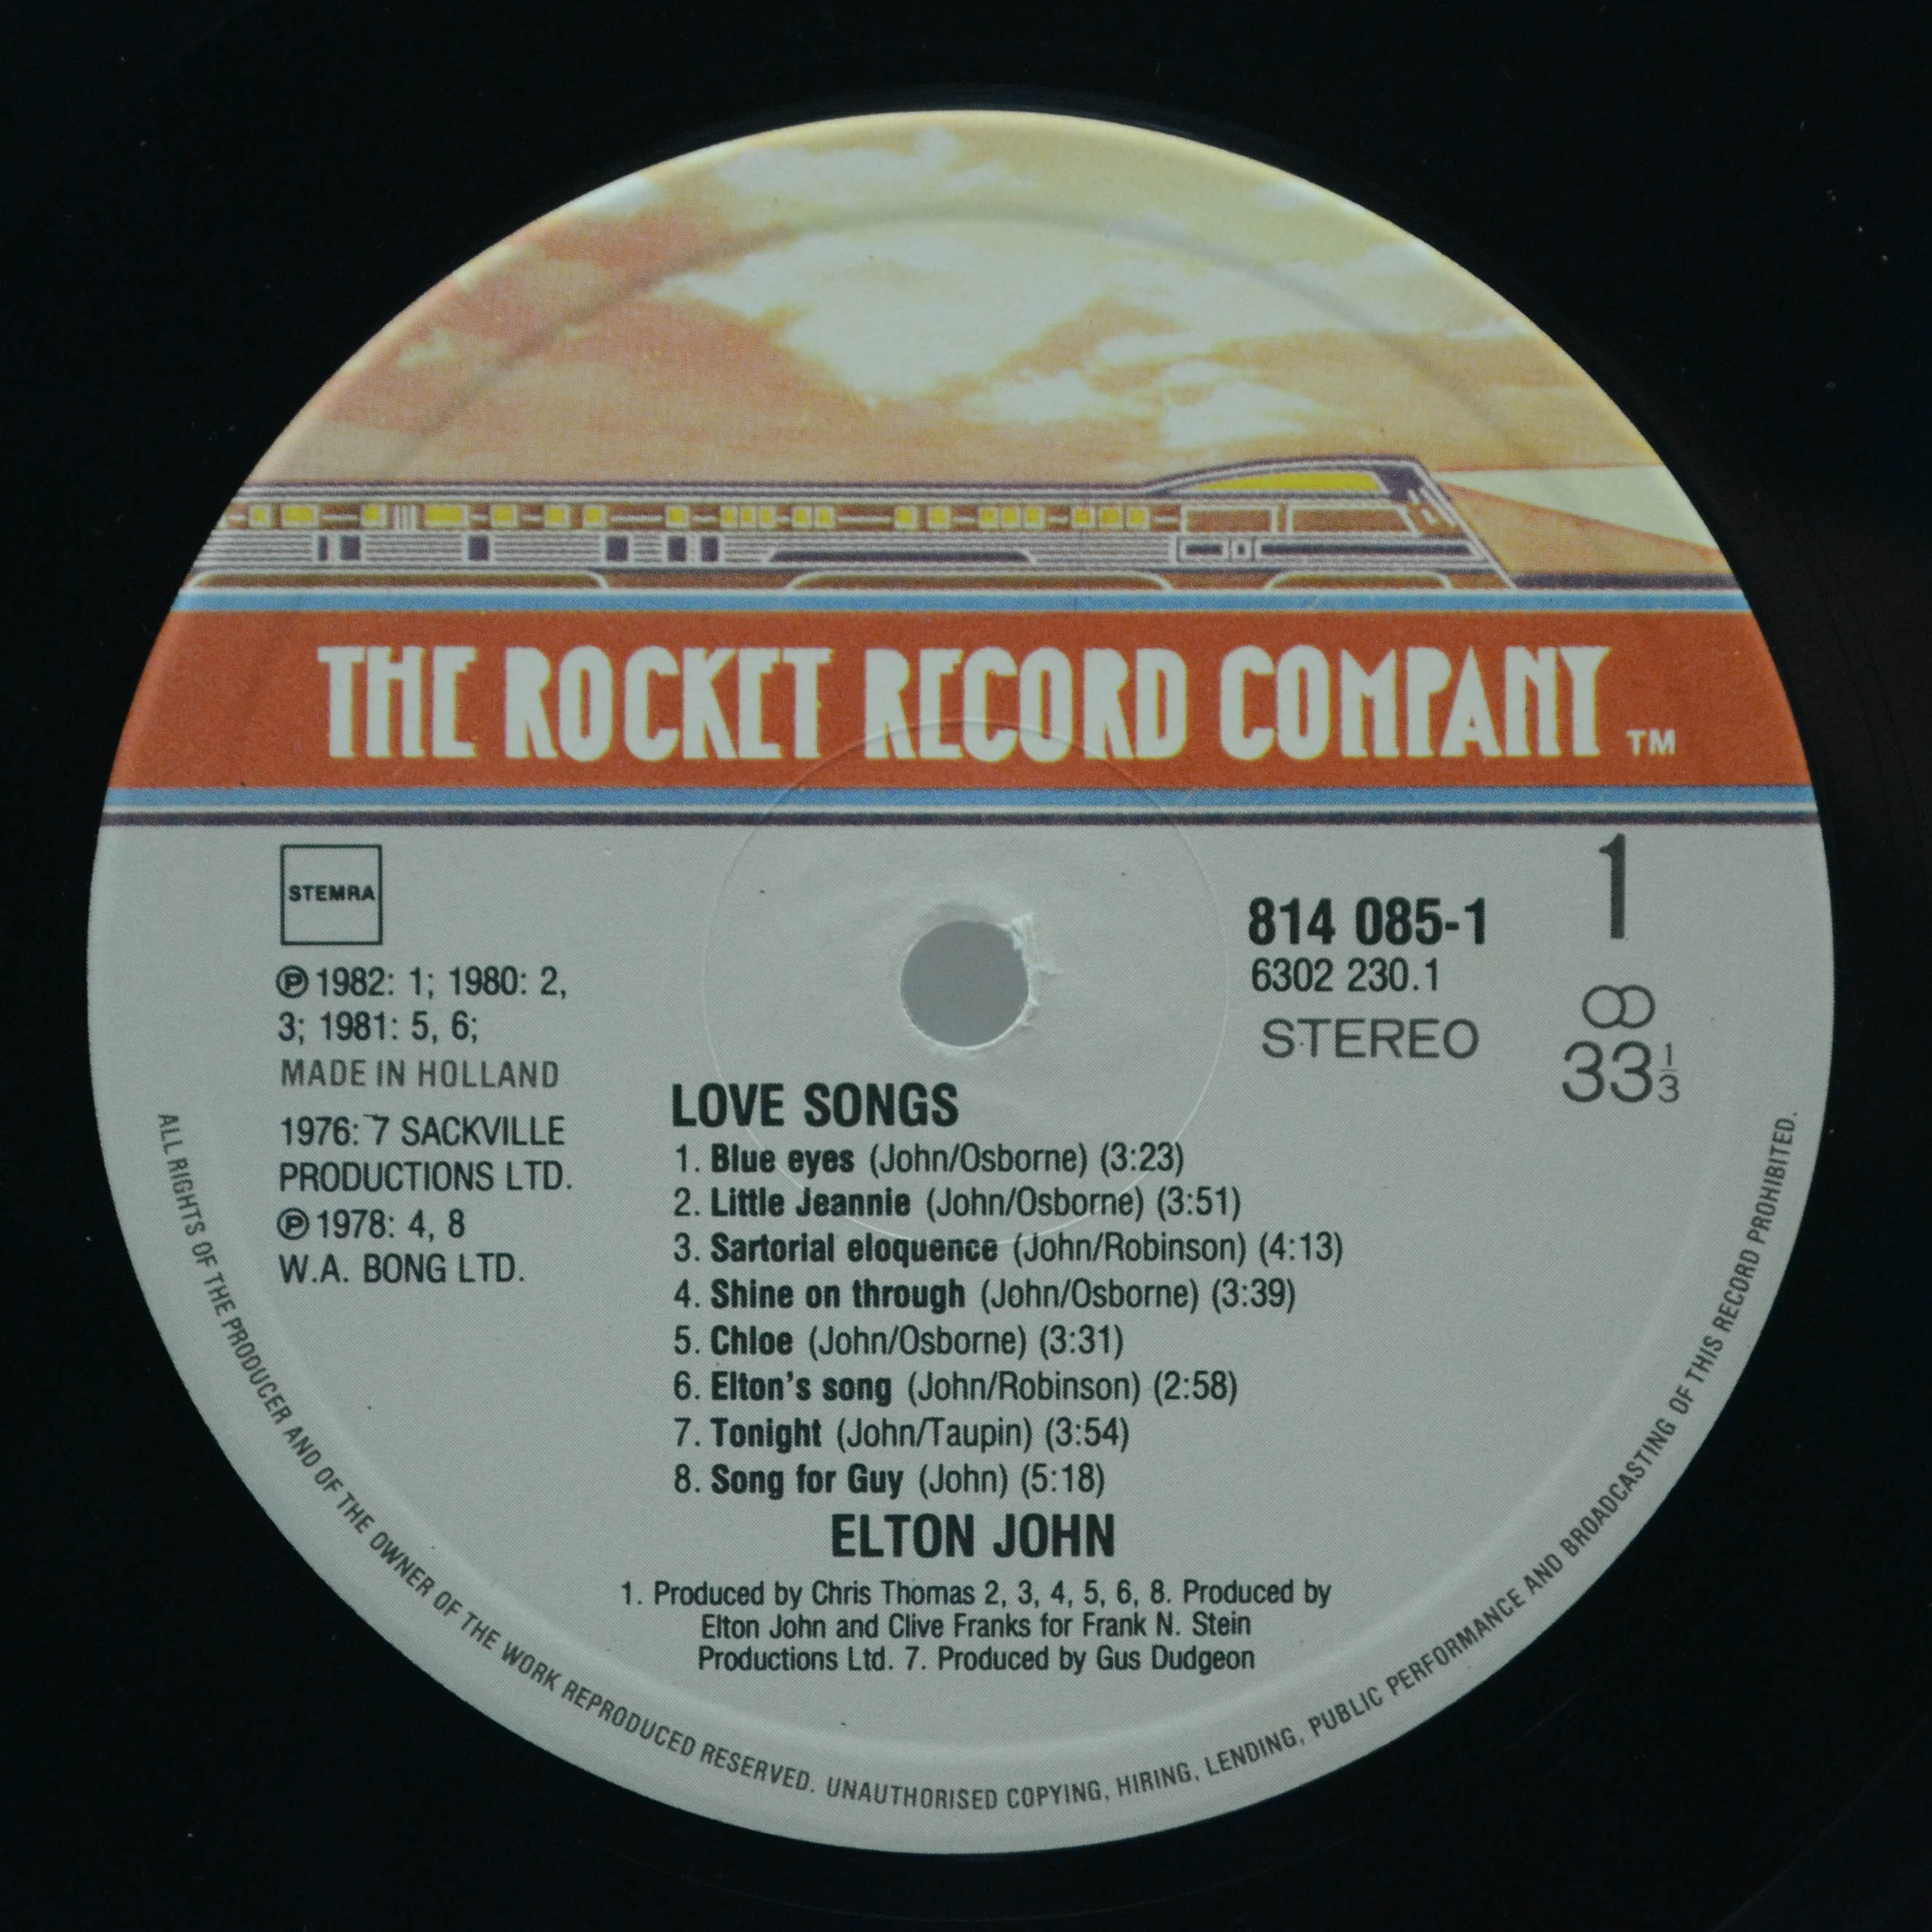 THE ROCKET RECORD COMPANY TM
STEMRA
℗1982: 1; 1980: 2,
3; 1981: 5, 6;
MADE IN HOLLAND
1976: 7 SACKVILLE
PRODUCTIONS LTD.
℗1978: 4, 8
W.A. BONG LTD.
814 085-1
6302 230.1
STEREO
1
33 1/3
LOVE SONGS
1. Blue eyes (John/Osborne) (3:23)
2. Little Jeannie (John/Osborne) (3:51)
3. Sartorial eloquence (John/Robinson) (4:13)
4. Shine on through (John/Osborne) (3:39)
5. Chloe (John/Osborne) (3:31)
6. Elton's song (John/Robinson) (2:58)
7. Tonight (John/Taupin) (3:54)
8. Song for Guy (John) (5:18)
ELTON JOHN
1. Produced by Chris Thomas 2, 3, 4, 5, 6, 8. Produced by
Elton John and Clive Franks for Frank N. Stein
Productions Ltd. 7. Produced by Gus Dudgeon
ALL RIGHTS OF THE PRODUCER AND OF THE OWNER OF THE WORK REPRODUCED RESERVED. UNAUTHORISED COPYING, HIRING, LENDING, PUBLIC PERFORMANCE AND BROADCASTING OF THIS RECORD PROHIBITED.